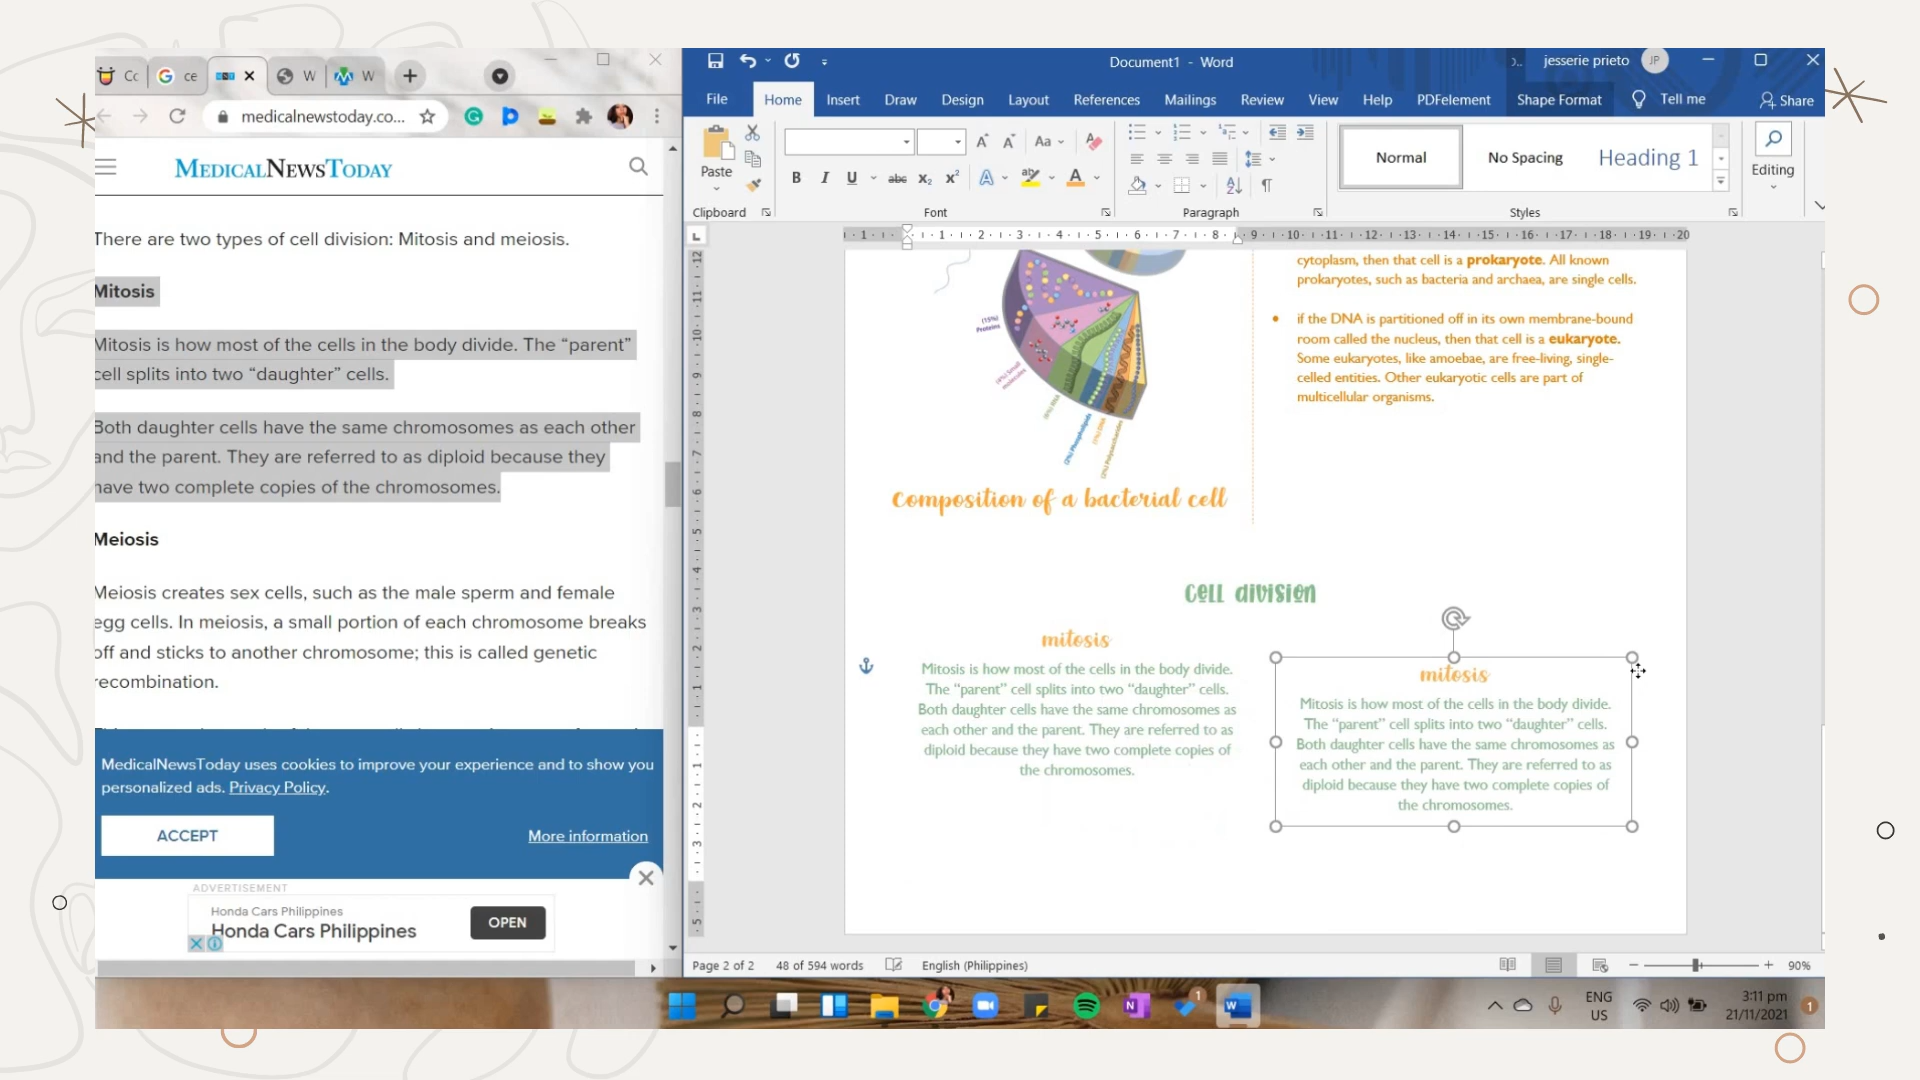 Cc
ce
W
W
medicalnewstoday.co...
MEDICALNEWSTODAY
There are two types of cell division: Mitosis and meiosis.
Mitosis
Mitosis is how most of the cells in the body divide. The “parent”
cell splits into two “daughter” cells.
Both daughter cells have the same chromosomes as each other
and the parent. They are referred to as diploid because they
have two complete copies of the chromosomes.
Meiosis
Meiosis creates sex cells, such as the male sperm and female
egg cells. In meiosis, a small portion of each chromosome breaks
off and sticks to another chromosome; this is called genetic
recombination.
MedicalNewsToday uses cookies to improve your experience and to show you
personalized ads. Privacy Policy.
ACCEPT
More information
ADVERTISEMENT
Honda Cars Philippines
Honda Cars Philippines
OPEN
Document1 - Word
jesserie prieto
JP
File
Home
Insert
Draw
Design
Layout
References
Mailings
Review
View
Help
PDFelement
Shape Format
Tell me
Share
Paste
Clipboard
Font
Paragraph
Normal
No Spacing
Heading 1
Styles
Editing
cytoplasm, then that cell is a prokaryote. All known
prokaryotes, such as bacteria and archaea, are single cells.
if the DNA is partitioned off in its own membrane-bound
room called the nucleus, then that cell is a eukaryote.
Some eukaryotes, like amoebae, are free-living, single-
celled entities. Other eukaryotic cells are part of
multicellular organisms.
(15%)
Proteins
(4%) Small
molecules
(6%) RNA
(2%) Phospholipids
(1%) DNA
(2%) Polysaccharides
Composition of a bacterial cell
Cell division
mitosis
Mitosis is how most of the cells in the body divide.
The “parent” cell splits into two “daughter” cells.
Both daughter cells have the same chromosomes as
each other and the parent. They are referred to as
diploid because they have two complete copies of
the chromosomes.
mitosis
Mitosis is how most of the cells in the body divide.
The “parent” cell splits into two “daughter” cells.
Both daughter cells have the same chromosomes as
each other and the parent. They are referred to as
diploid because they have two complete copies of
the chromosomes.
Page 2 of 2
48 of 594 words
English (Philippines)
90%
ENG
US
3:11 pm
21/11/2021